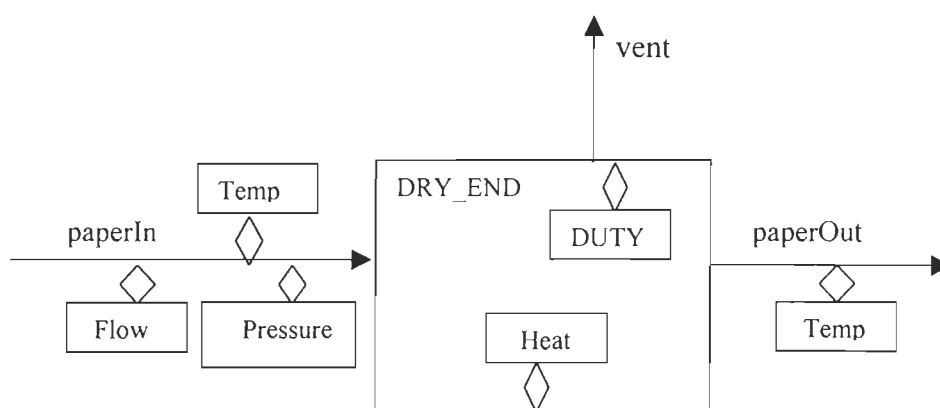 vent
Temp
DRY_END
paperIn
DUTY
paperOut
Flow
Pressure
Heat
Temp